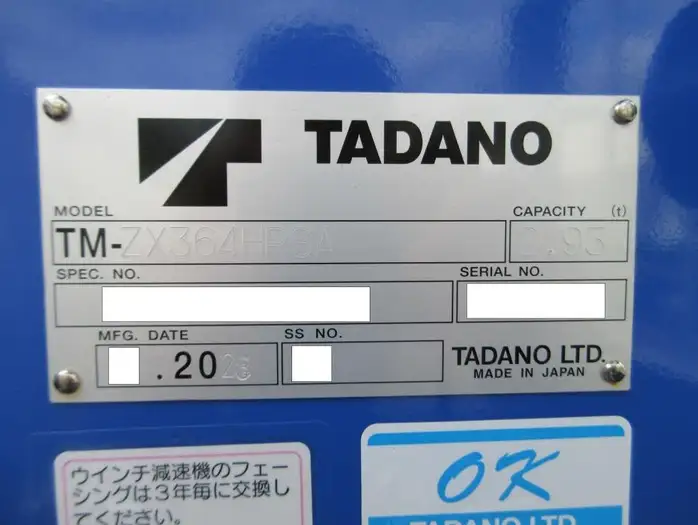 TADANO
MODEL
CAPACITY (t)
TM-ZX364HRSA
2.93
SPEC. NO.
SERIAL NO.
MFG. DATE
SS NO.
.20
TADANO LTD.
MADE IN JAPAN
ウインチ減速機のフェー
シングは3年毎に交換し
てください。
OK
TADANO LTD